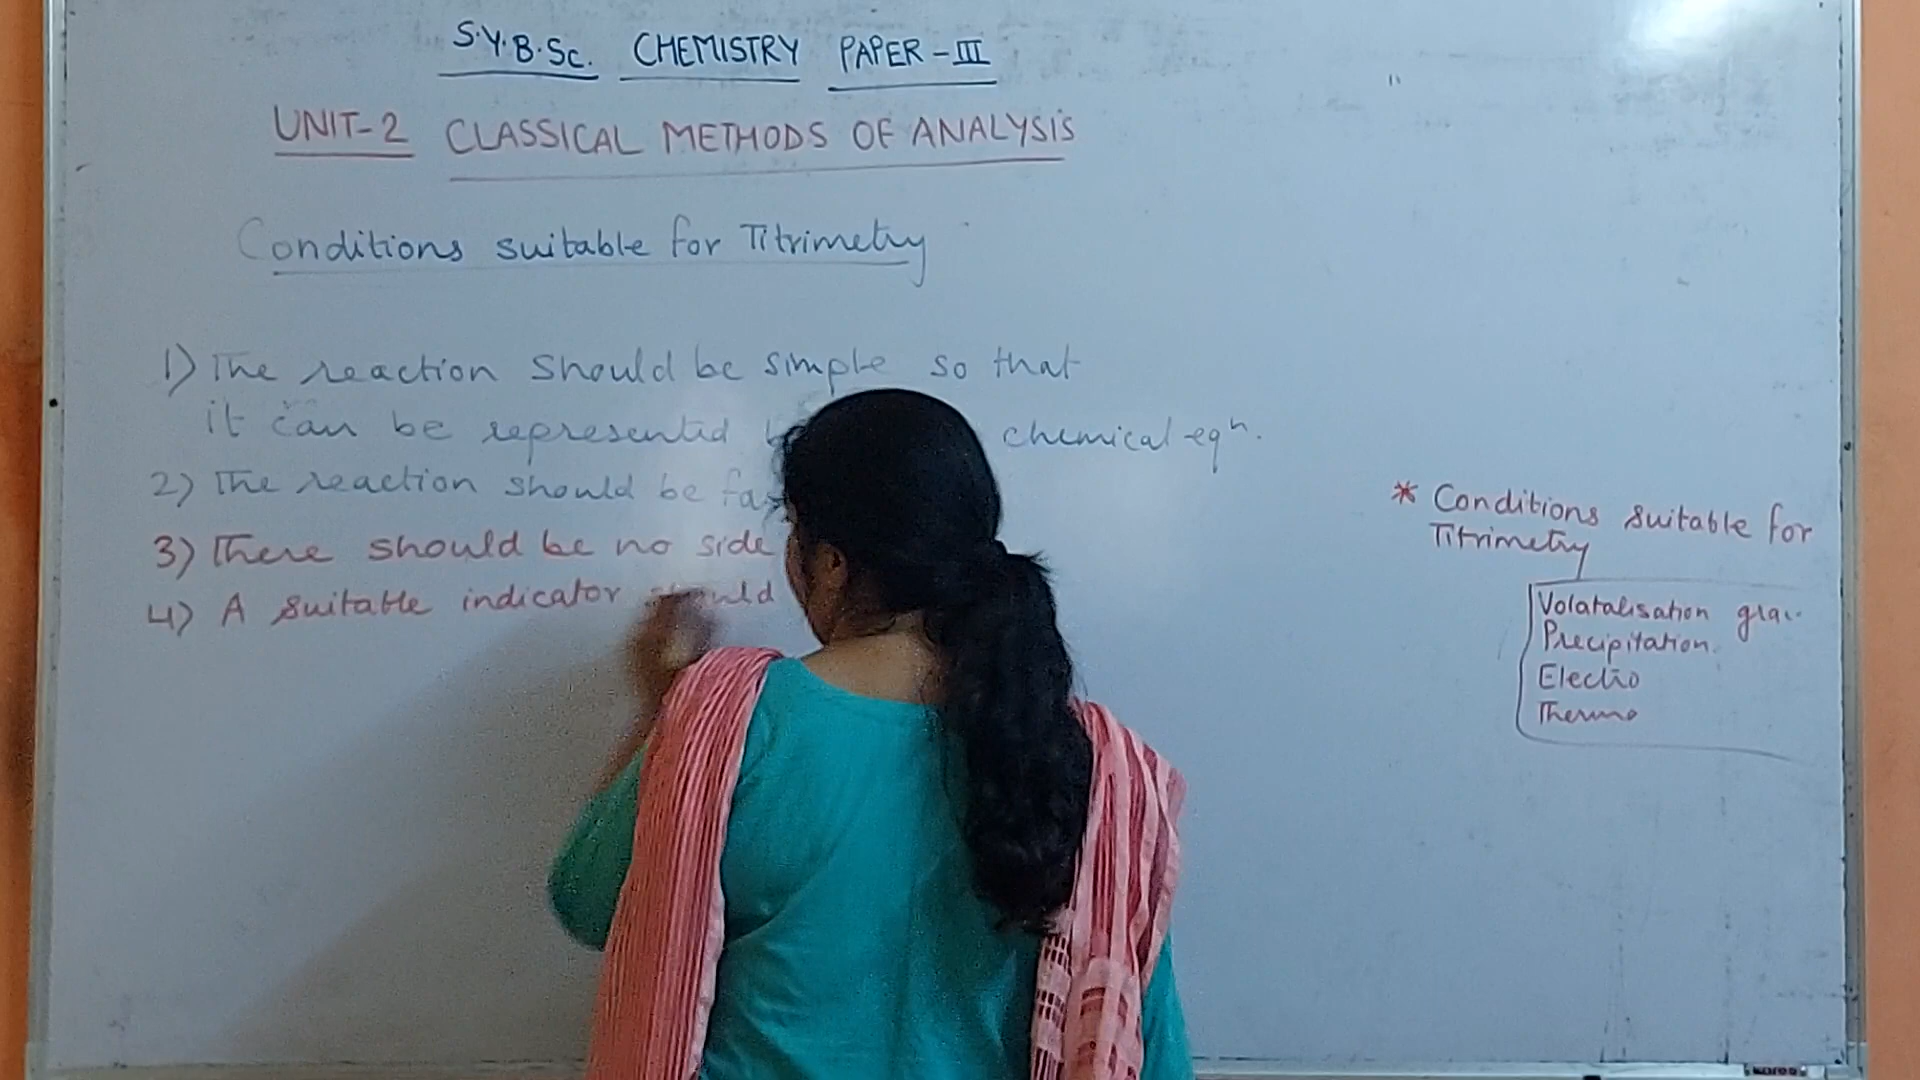 S.Y.B.Sc. CHEMISTRY PAPER - III
UNIT-2 CLASSICAL METHODS OF ANALYSIS
Conditions suitable for Titrimetry
1) The reaction should be simple so that
it can be represented chemical eqⁿ.
2) The reaction should be
3) There should be no side
4) A suitable indicator should
* Conditions suitable for
Titrimetry
Volatalisation grav.
Precipitation.
Electro
Thermo